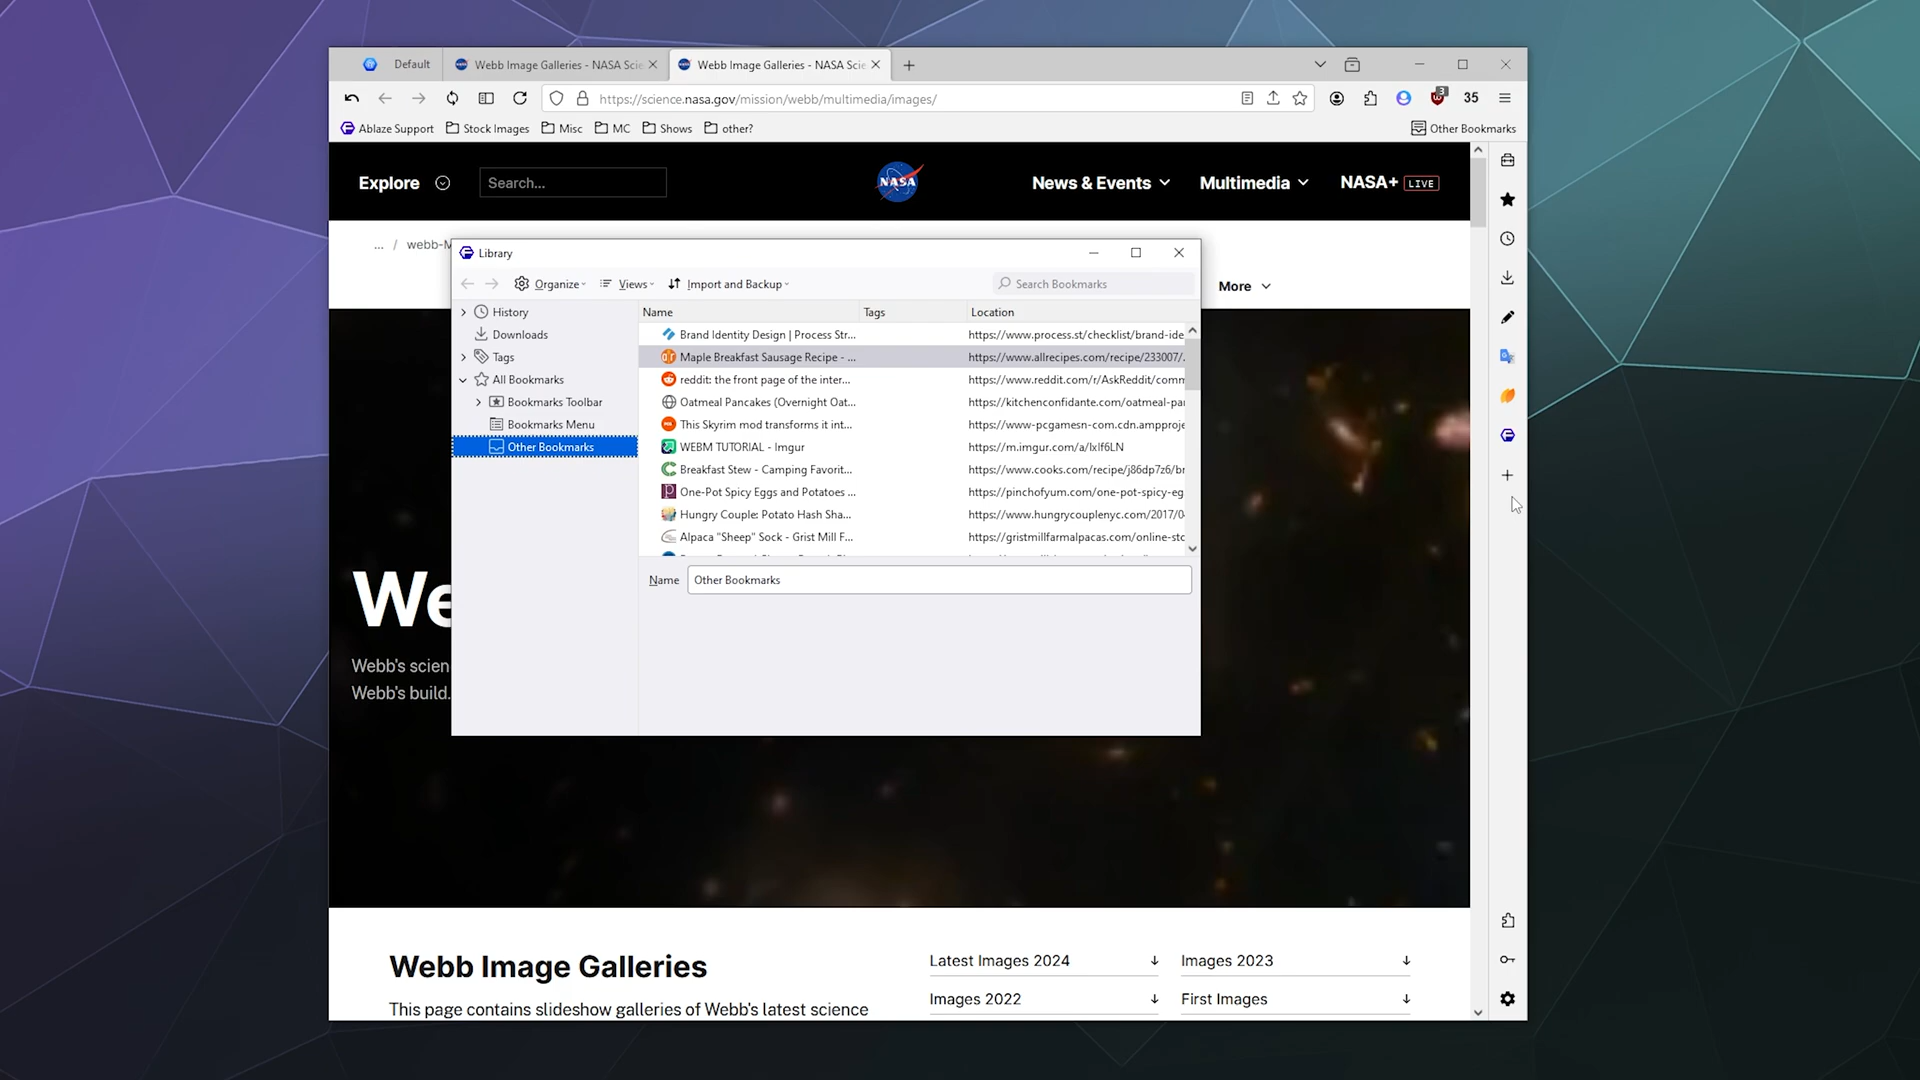 Default
Webb Image Galleries - NASA Scie
Webb Image Galleries - NASA Scie
https://science.nasa.gov/mission/webb/multimedia/images/
3
35
Ablaze Support
Stock Images
Misc
MC
Shows
other?
Other Bookmarks
Explore
Search...
NASA
News & Events
Multimedia
NASA+ LIVE
... / webb-M
More
Library
Organize
Views
Import and Backup
Search Bookmarks
History
Downloads
Tags
All Bookmarks
Bookmarks Toolbar
Bookmarks Menu
Other Bookmarks
Name Tags Location
Brand Identity Design | Process Str... https://www.process.st/checklist/brand-ide
Maple Breakfast Sausage Recipe - ... https://www.allrecipes.com/recipe/233007/.
reddit: the front page of the inter... https://www.reddit.com/r/AskReddit/comm
Oatmeal Pancakes (Overnight Oat... https://kitchenconfidante.com/oatmeal-pa
This Skyrim mod transforms it int... https://www-pcgamesn-com.cdn.ampproje
WEBM TUTORIAL - Imgur https://m.imgur.com/a/lxlf6LN
Breakfast Stew - Camping Favorit... https://www.cooks.com/recipe/j86dp7z6/br
One-Pot Spicy Eggs and Potatoes ... https://pinchofyum.com/one-pot-spicy-eg
Hungry Couple: Potato Hash Sha... https://www.hungrycouplenyc.com/2017/0
Alpaca "Sheep" Sock - Grist Mill F... https://gristmillfarmalpacas.com/online-stc
Name Other Bookmarks
We
Webb's scien
Webb's build.
Webb Image Galleries
This page contains slideshow galleries of Webb's latest science
Latest Images 2024
Images 2023
Images 2022
First Images